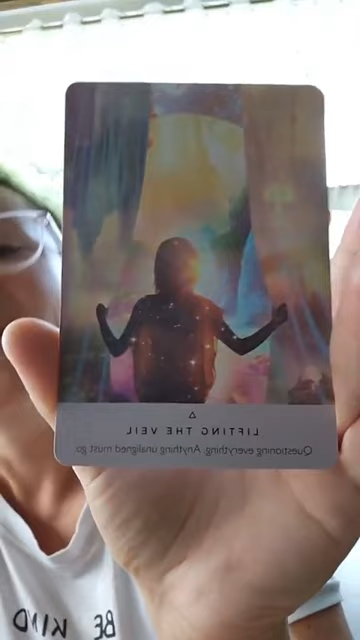 LIFTING THE VEIL
Questioning everything. Anything unaligned must go.
BE KIND